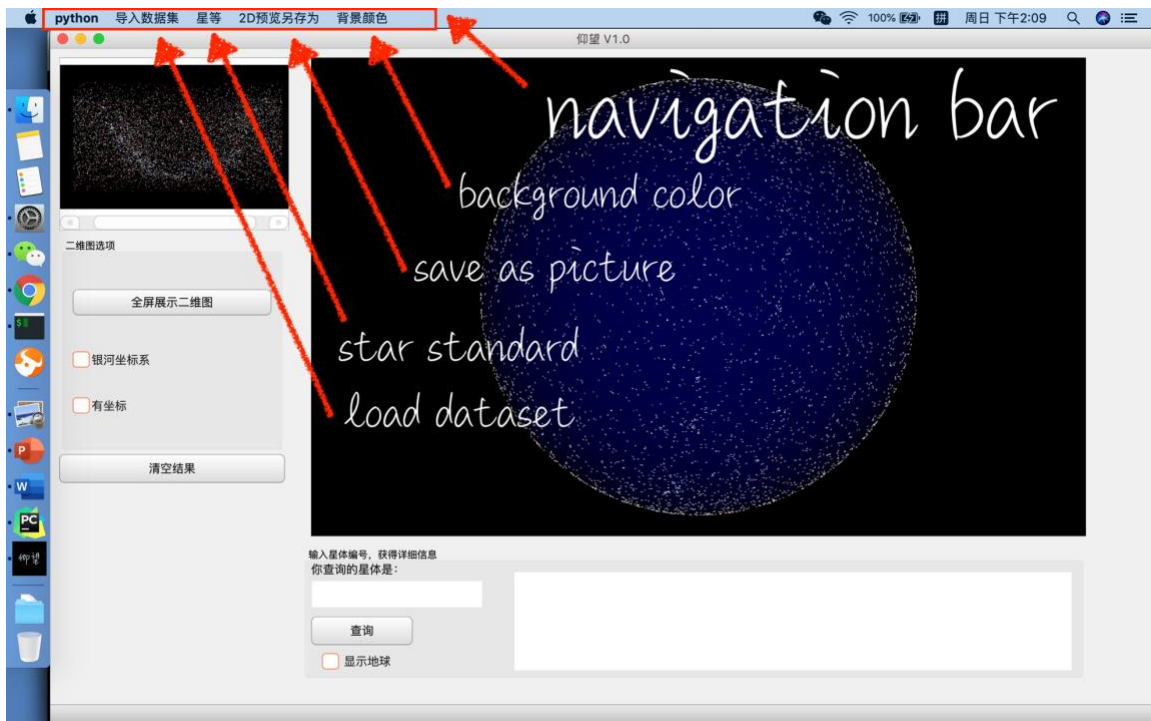 python 导入数据集 星等 2D预览另存为 背景颜色 100% 拼 周日 下午2:09
仰望 V1.0
navigation bar
background color
save as picture
star standard
load dataset
二维图选项
全屏展示二维图
银河坐标系
有坐标
清空结果
输入星体编号，获得详细信息
你查询的星体是：
查询
显示地球
$
P
W
PC
仰望